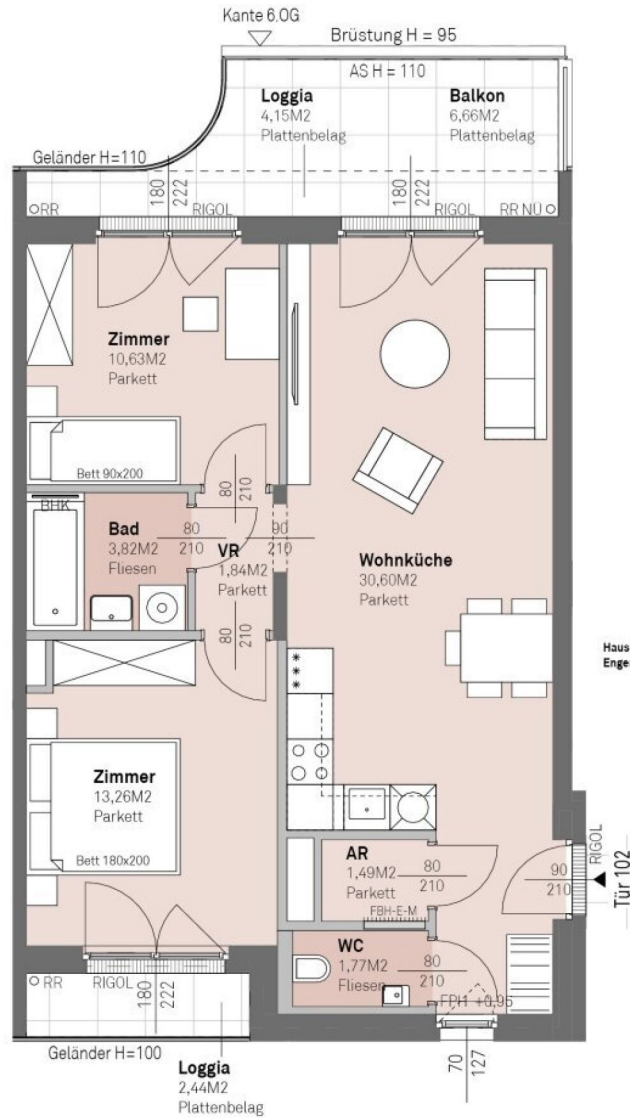 Kante 6.OG
Brüstung H = 95
AS H = 110
Loggia
4,15M2
Plattenbelag
Balkon
6,66M2
Plattenbelag
Geländer H=110
180
222
180
222
RR
RIGOL
RIGOL
RR NÜ
Zimmer
10,63M2
Parkett
Bett 90x200
80
210
BHK
Bad
3,82M2
Fliesen
80
210
VR
1,84M2
Parkett
90
210
Wohnküche
30,60M2
Parkett
80
210
Haus
Enge
Zimmer
13,26M2
Parkett
Bett 180x200
AR
1,49M2
Parkett
80
210
FBH-E-M
90
210
RIGOL
Tür 102
WC
1,77M2
Fliesen
80
210
FPH1 +0,95
RR
RIGOL
180
222
Geländer H=100
70
127
Loggia
2,44M2
Plattenbelag